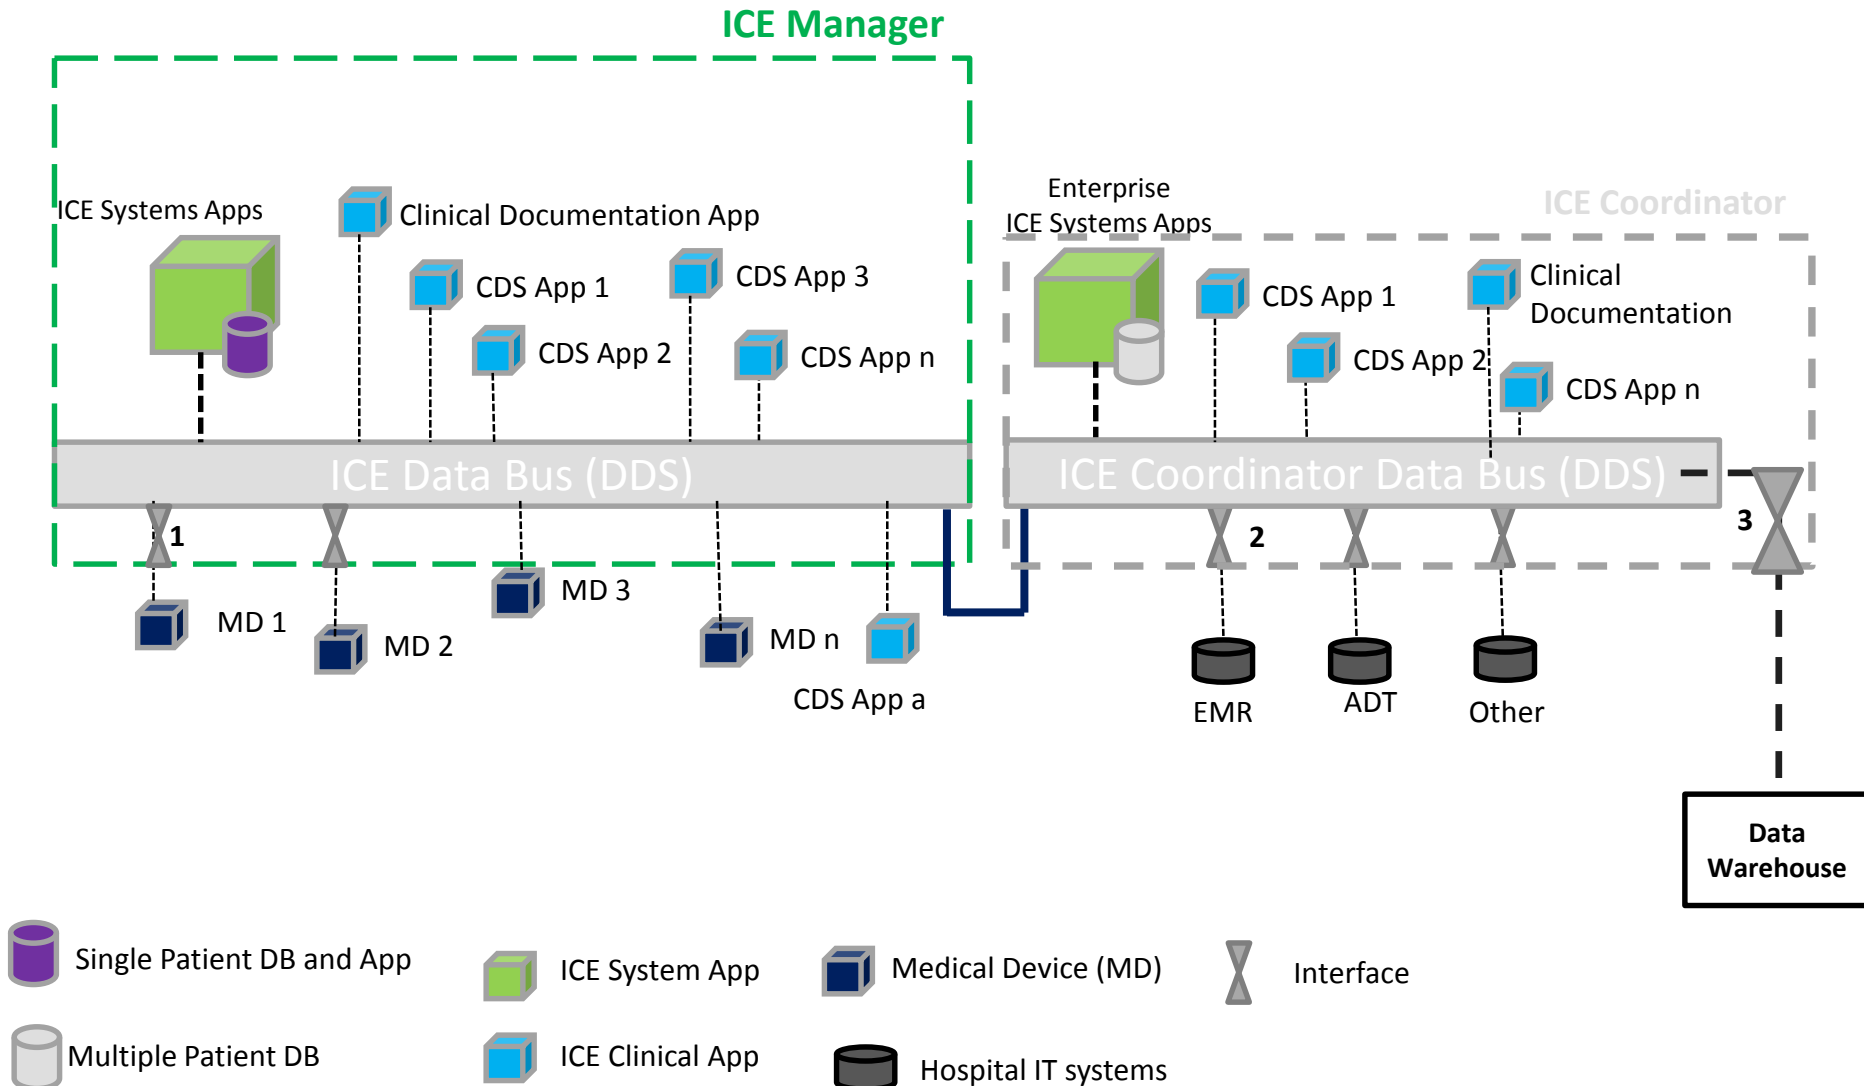 ICE Manager
ICE Systems Apps
Clinical Documentation App
CDS App 1
CDS App 2
CDS App 3
CDS App n
ICE Data Bus (DDS)
1
MD 1
MD 2
MD 3
MD n
CDS App a
Enterprise
ICE Systems Apps
ICE Coordinator
CDS App 1
CDS App 2
Clinical
Documentation
CDS App n
ICE Coordinator Data Bus (DDS)
2
3
EMR
ADT
Other
Data
Warehouse
Single Patient DB and App
ICE System App
Medical Device (MD)
Interface
Multiple Patient DB
ICE Clinical App
Hospital IT systems